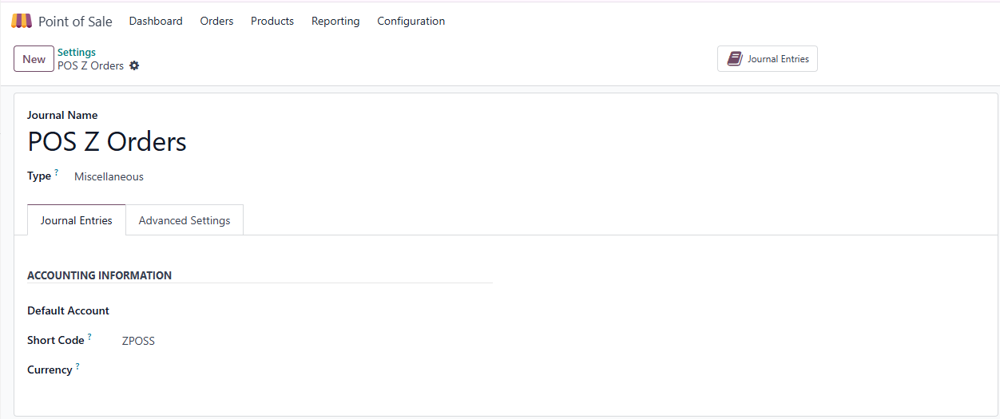 Point of Sale Dashboard Orders Products Reporting Configuration
New Settings
POS Z Orders
Journal Entries
Journal Name
POS Z Orders
Type ? Miscellaneous
Journal Entries Advanced Settings
ACCOUNTING INFORMATION
Default Account
Short Code ? ZPOSS
Currency ?